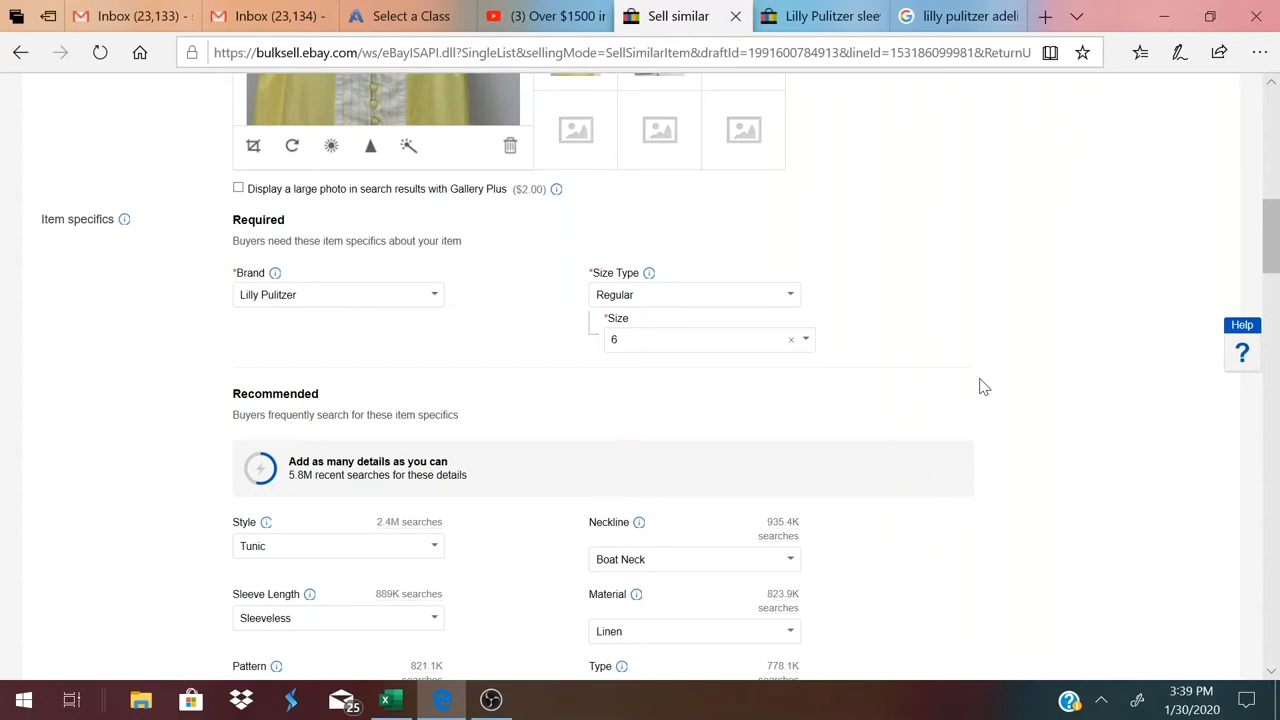 Inbox (23,133) -
Inbox (23,134) -
Select a Class
(3) Over $1500 in
Sell similar
Lilly Pulitzer slee
lilly pulitzer adeli
https://bulksell.ebay.com/ws/eBayISAPI.dll?SingleList&sellingMode=SellSimilarItem&draftId=1991600784913&lineId=153186099981&ReturnU
Display a large photo in search results with Gallery Plus ($2.00)
Item specifics
Required
Buyers need these item specifics about your item
*Brand
*Size Type
Lilly Pulitzer
Regular
*Size
6
Help
?
Recommended
Buyers frequently search for these item specifics
Add as many details as you can
5.8M recent searches for these details
Style
2.4M searches
Neckline
935.4K
searches
Tunic
Boat Neck
Sleeve Length
889K searches
Material
823.9K
searches
Sleeveless
Linen
Pattern
821.1K
Type
778.1K
25
3:39 PM
1/30/2020